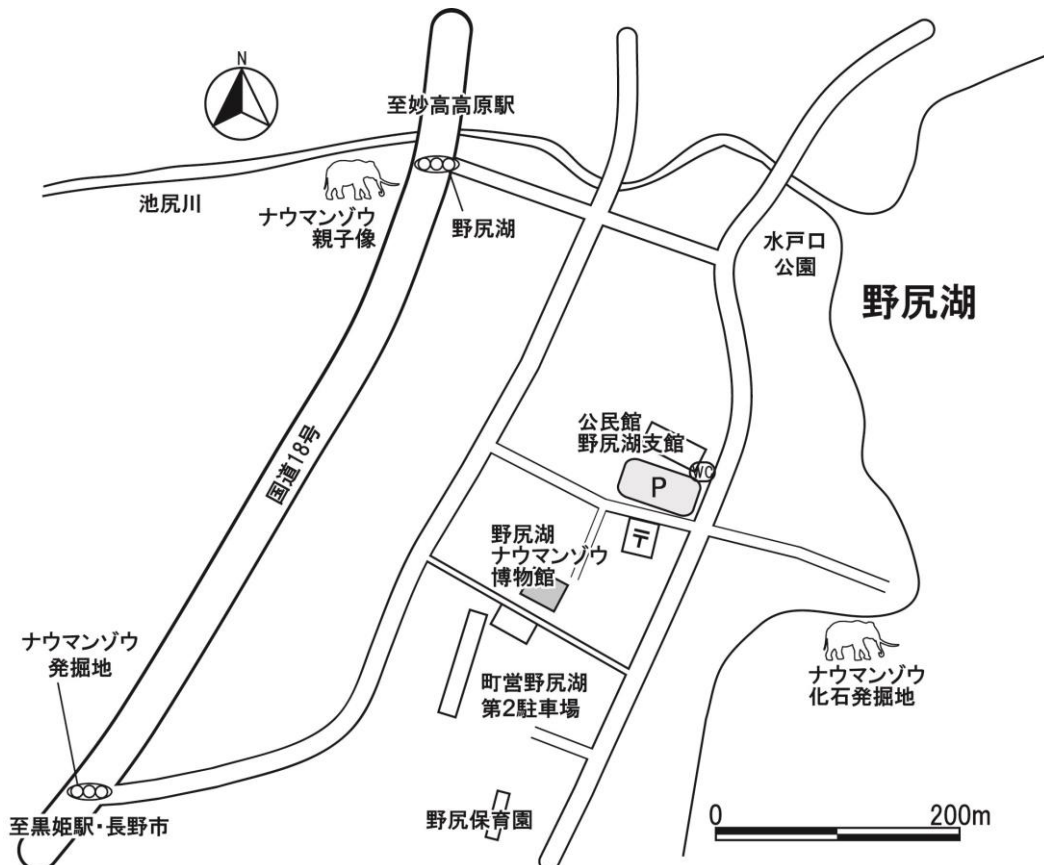 N
至妙高高原駅
池尻川
ナウマンゾウ
親子像
野尻湖
水戸口
公園
野尻湖
国道18号
公民館
野尻湖支館
WC
P
〒
野尻湖
ナウマンゾウ
博物館
ナウマンゾウ
発掘地
町営野尻湖
第2駐車場
ナウマンゾウ
化石発掘地
野尻保育園
至黒姫駅・長野市
0
200m